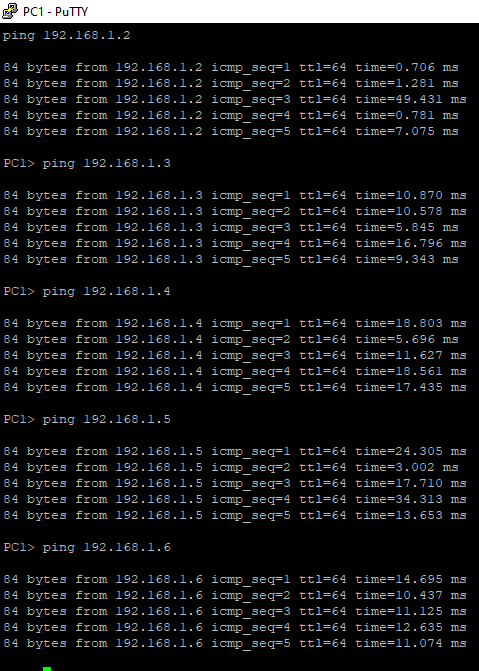 PC1 - PuTTY
ping 192.168.1.2
84 bytes from 192.168.1.2 icmp_seq=1 ttl=64 time=0.706 ms
84 bytes from 192.168.1.2 icmp_seq=2 ttl=64 time=1.281 ms
84 bytes from 192.168.1.2 icmp_seq=3 ttl=64 time=49.431 ms
84 bytes from 192.168.1.2 icmp_seq=4 ttl=64 time=0.781 ms
84 bytes from 192.168.1.2 icmp_seq=5 ttl=64 time=7.075 ms
PC1> ping 192.168.1.3
84 bytes from 192.168.1.3 icmp_seq=1 ttl=64 time=10.870 ms
84 bytes from 192.168.1.3 icmp_seq=2 ttl=64 time=10.578 ms
84 bytes from 192.168.1.3 icmp_seq=3 ttl=64 time=5.845 ms
84 bytes from 192.168.1.3 icmp_seq=4 ttl=64 time=16.796 ms
84 bytes from 192.168.1.3 icmp_seq=5 ttl=64 time=9.343 ms
PC1> ping 192.168.1.4
84 bytes from 192.168.1.4 icmp_seq=1 ttl=64 time=18.803 ms
84 bytes from 192.168.1.4 icmp_seq=2 ttl=64 time=5.696 ms
84 bytes from 192.168.1.4 icmp_seq=3 ttl=64 time=11.627 ms
84 bytes from 192.168.1.4 icmp_seq=4 ttl=64 time=18.561 ms
84 bytes from 192.168.1.4 icmp_seq=5 ttl=64 time=17.435 ms
PC1> ping 192.168.1.5
84 bytes from 192.168.1.5 icmp_seq=1 ttl=64 time=24.305 ms
84 bytes from 192.168.1.5 icmp_seq=2 ttl=64 time=3.002 ms
84 bytes from 192.168.1.5 icmp_seq=3 ttl=64 time=17.710 ms
84 bytes from 192.168.1.5 icmp_seq=4 ttl=64 time=34.313 ms
84 bytes from 192.168.1.5 icmp_seq=5 ttl=64 time=13.653 ms
PC1> ping 192.168.1.6
84 bytes from 192.168.1.6 icmp_seq=1 ttl=64 time=14.695 ms
84 bytes from 192.168.1.6 icmp_seq=2 ttl=64 time=10.437 ms
84 bytes from 192.168.1.6 icmp_seq=3 ttl=64 time=11.125 ms
84 bytes from 192.168.1.6 icmp_seq=4 ttl=64 time=12.635 ms
84 bytes from 192.168.1.6 icmp_seq=5 ttl=64 time=11.074 ms